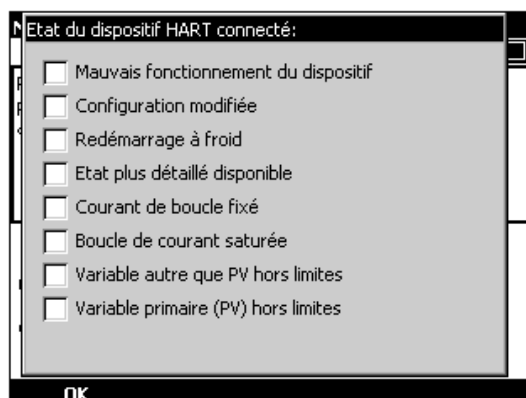 Etat du dispositif HART connecté:
Mauvais fonctionnement du dispositif
Configuration modifiée
Redémarrage à froid
Etat plus détaillé disponible
Courant de boucle fixé
Boucle de courant saturée
Variable autre que PV hors limites
Variable primaire (PV) hors limites
OK